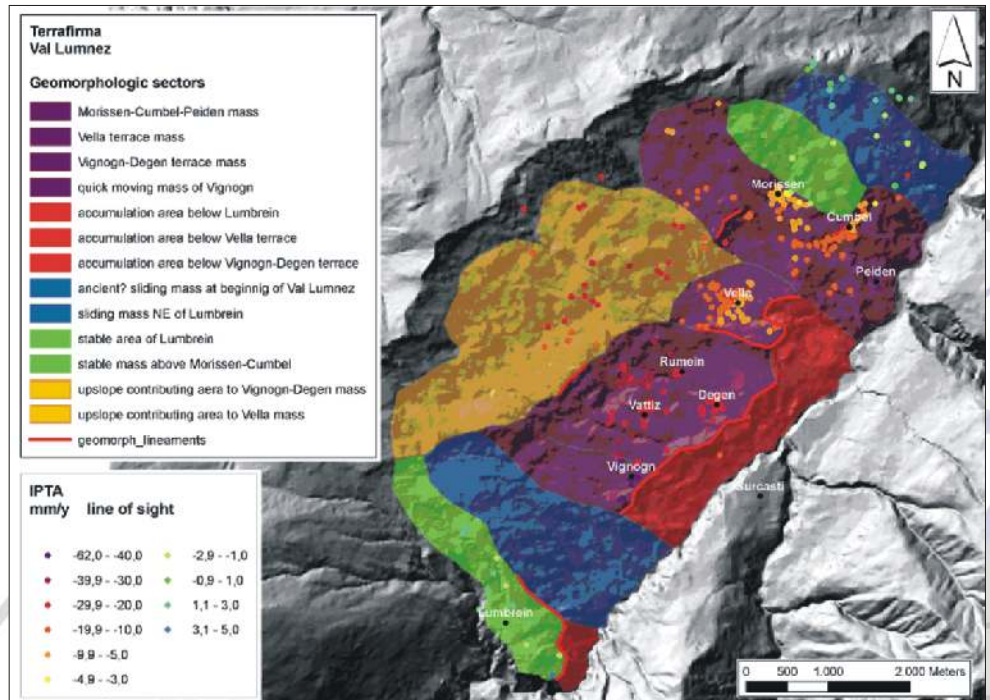 Terrafirma
Val Lumnez
Geomorphologic sectors
Morissen-Cumbel-Peiden mass
Vella terrace mass
Vignogn-Degen terrace mass
quick moving mass of Vignogn
accumulation area below Lumbrein
accumulation area below Vella terrace
accumulation area below Vignogn-Degen terrace
ancient? sliding mass at beginnig of Val Lumnez
sliding mass NE of Lumbrein
stable area of Lumbrein
stable mass above Morissen-Cumbel
upslope contributing aera to Vignogn-Degen mass
upslope contributing area to Vella mass
geomorph_lineaments
IPTA
mm/y line of sight
-62,0 - -40,0
-39,9 - -30,0
-29,9 - -20,0
-19,9 - -10,0
-9,9 - -5,0
-4,9 - -3,0
-2,9 - -1,0
-0,9 - 1,0
1,1 - 3,0
3,1 - 5,0
N
Morissen
Cumbel
Peiden
Vella
Rumein
Degen
Vattiz
Vignogn
Surcasti
Lumbrein
0 500 1.000 2.000 Meters